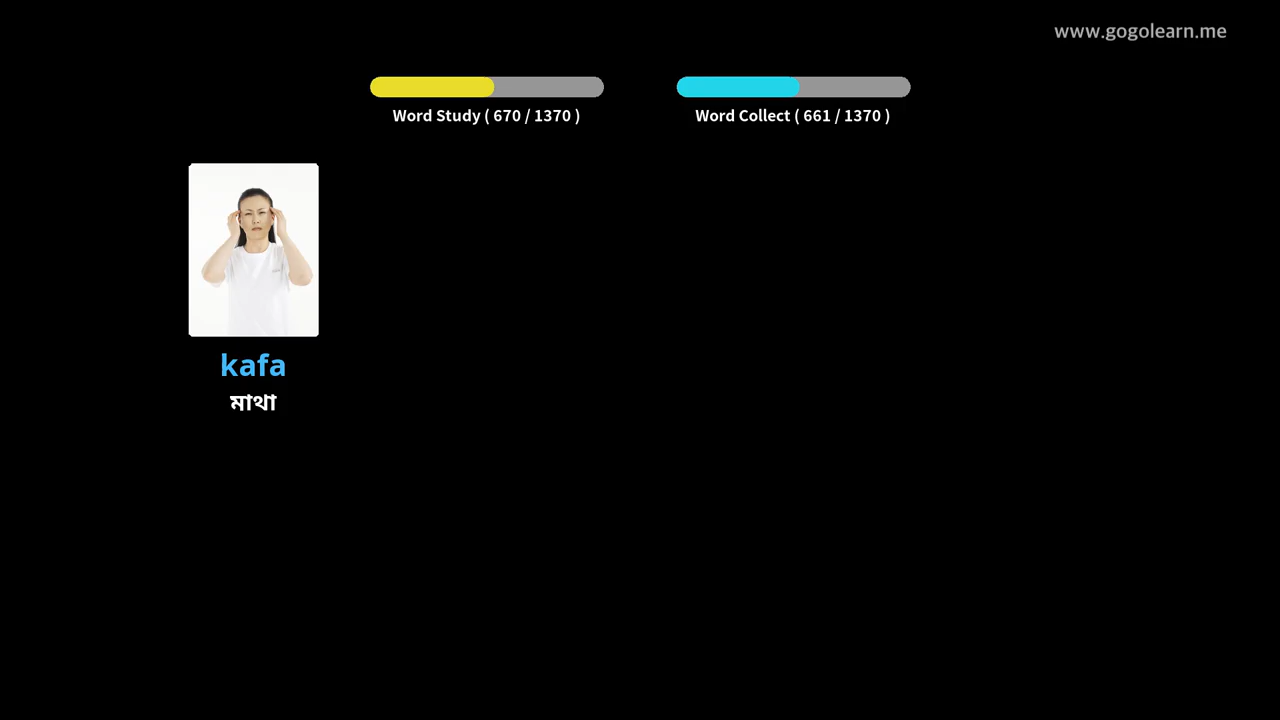 www.gogolearn.me
Word Study ( 670 / 1370 )
Word Collect ( 661 / 1370 )
kafa
মাথা